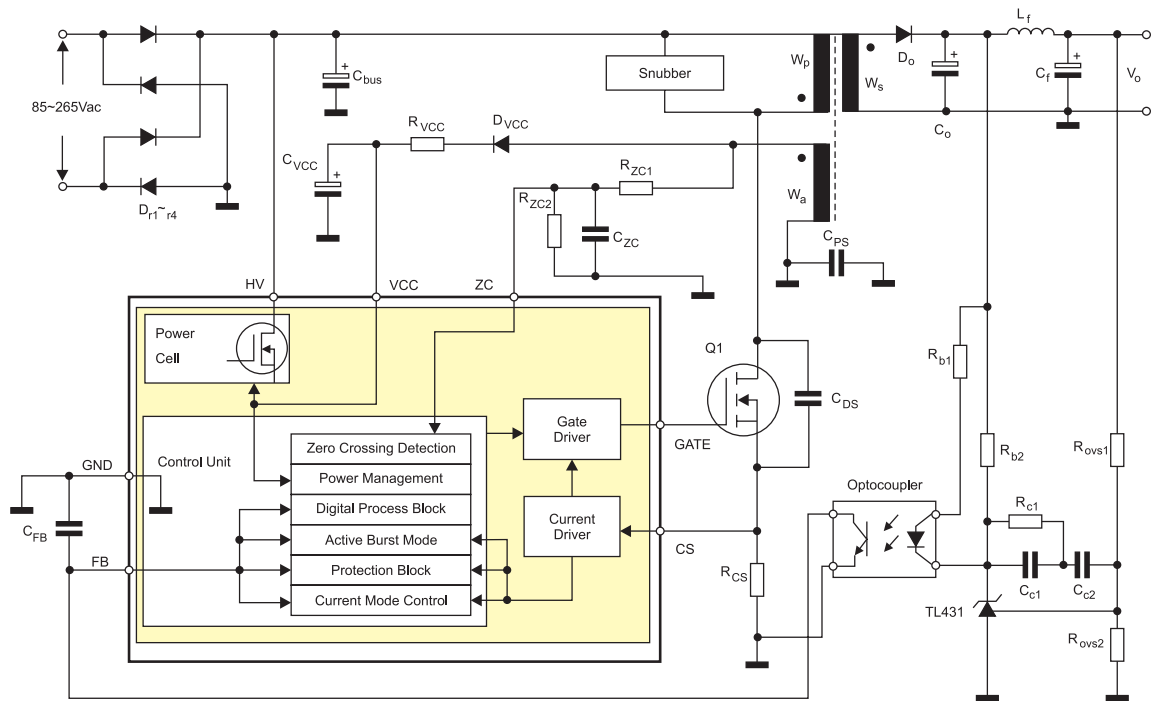 85~265Vac
Dr1~r4
Cbus
Snubber
Wp
Ws
Do
Co
Lf
Cf
Vo
RVCC
DVCC
CVCC
RZC1
RZC2
CZC
Wa
CPS
HV
VCC
ZC
Power
Cell
Q1
CDS
Rb1
Gate
Driver
GATE
Control Unit
Zero Crossing Detection
Power Management
Digital Process Block
Active Burst Mode
Protection Block
Current Mode Control
Current
Driver
CS
GND
CFB
FB
RCS
Optocoupler
Rb2
Rovs1
Rc1
Cc1
Cc2
TL431
Rovs2